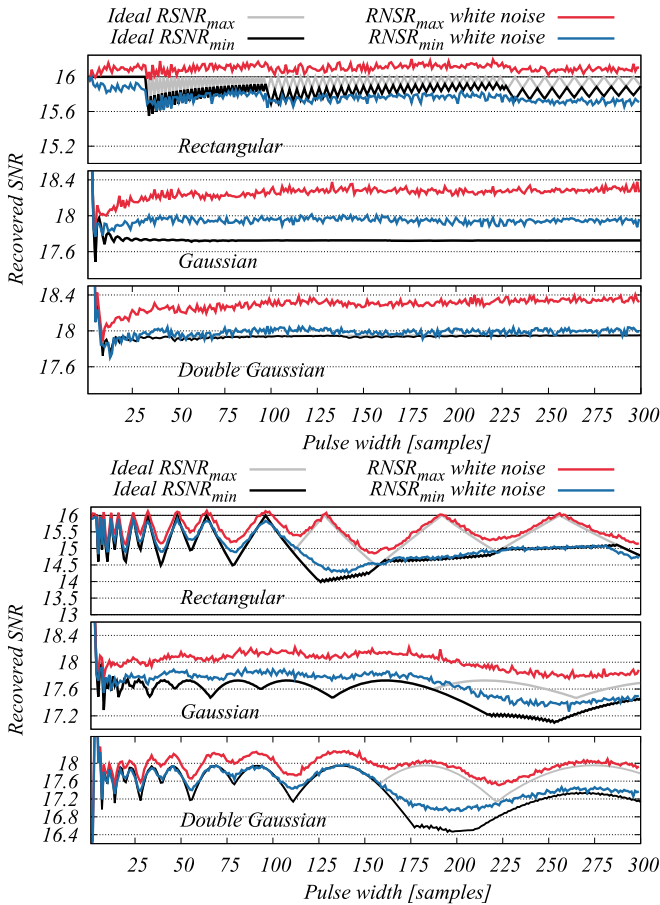 Ideal RSNRmax RNSRmax white noise
Ideal RSNRmin RNSRmin white noise
16
15.6
15.2
Rectangular
18.4
18
17.6
Gaussian
18.4
18
17.6
Double Gaussian
Recovered SNR
25 50 75 100 125 150 175 200 225 250 275 300
Pulse width [samples]
Ideal RSNRmax RNSRmax white noise
Ideal RSNRmin RNSRmin white noise
16
15.5
15
14.5
14
13.5
13
Rectangular
18.4
18
17.6
17.2
Gaussian
18
17.6
17.2
16.8
16.4
Double Gaussian
Recovered SNR
25 50 75 100 125 150 175 200 225 250 275 300
Pulse width [samples]